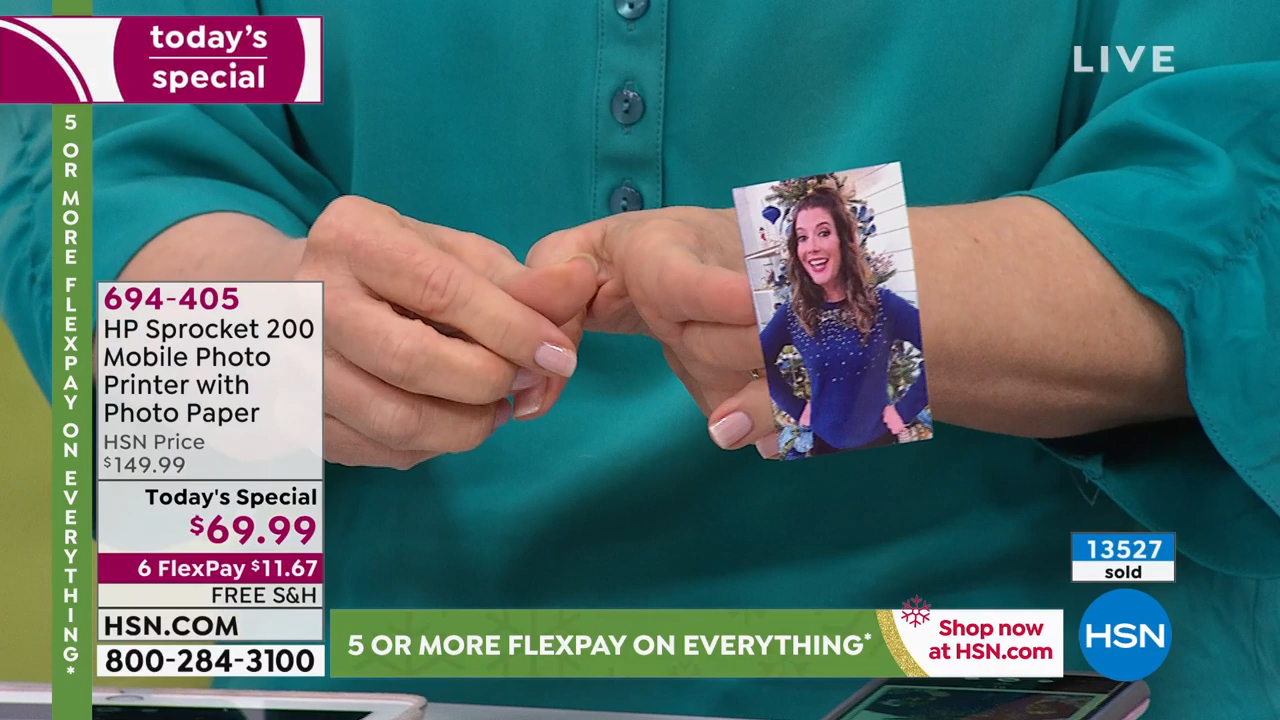 today's
special
LIVE
5 OR MORE FLEXPAY ON EVERYTHING*
694-405
HP Sprocket 200
Mobile Photo
Printer with
Photo Paper
HSN Price
$149.99
Today's Special
$69.99
6 FlexPay $11.67
FREE S&H
HSN.COM
800-284-3100
5 OR MORE FLEXPAY ON EVERYTHING*
Shop now
at HSN.com
13527
sold
HSN